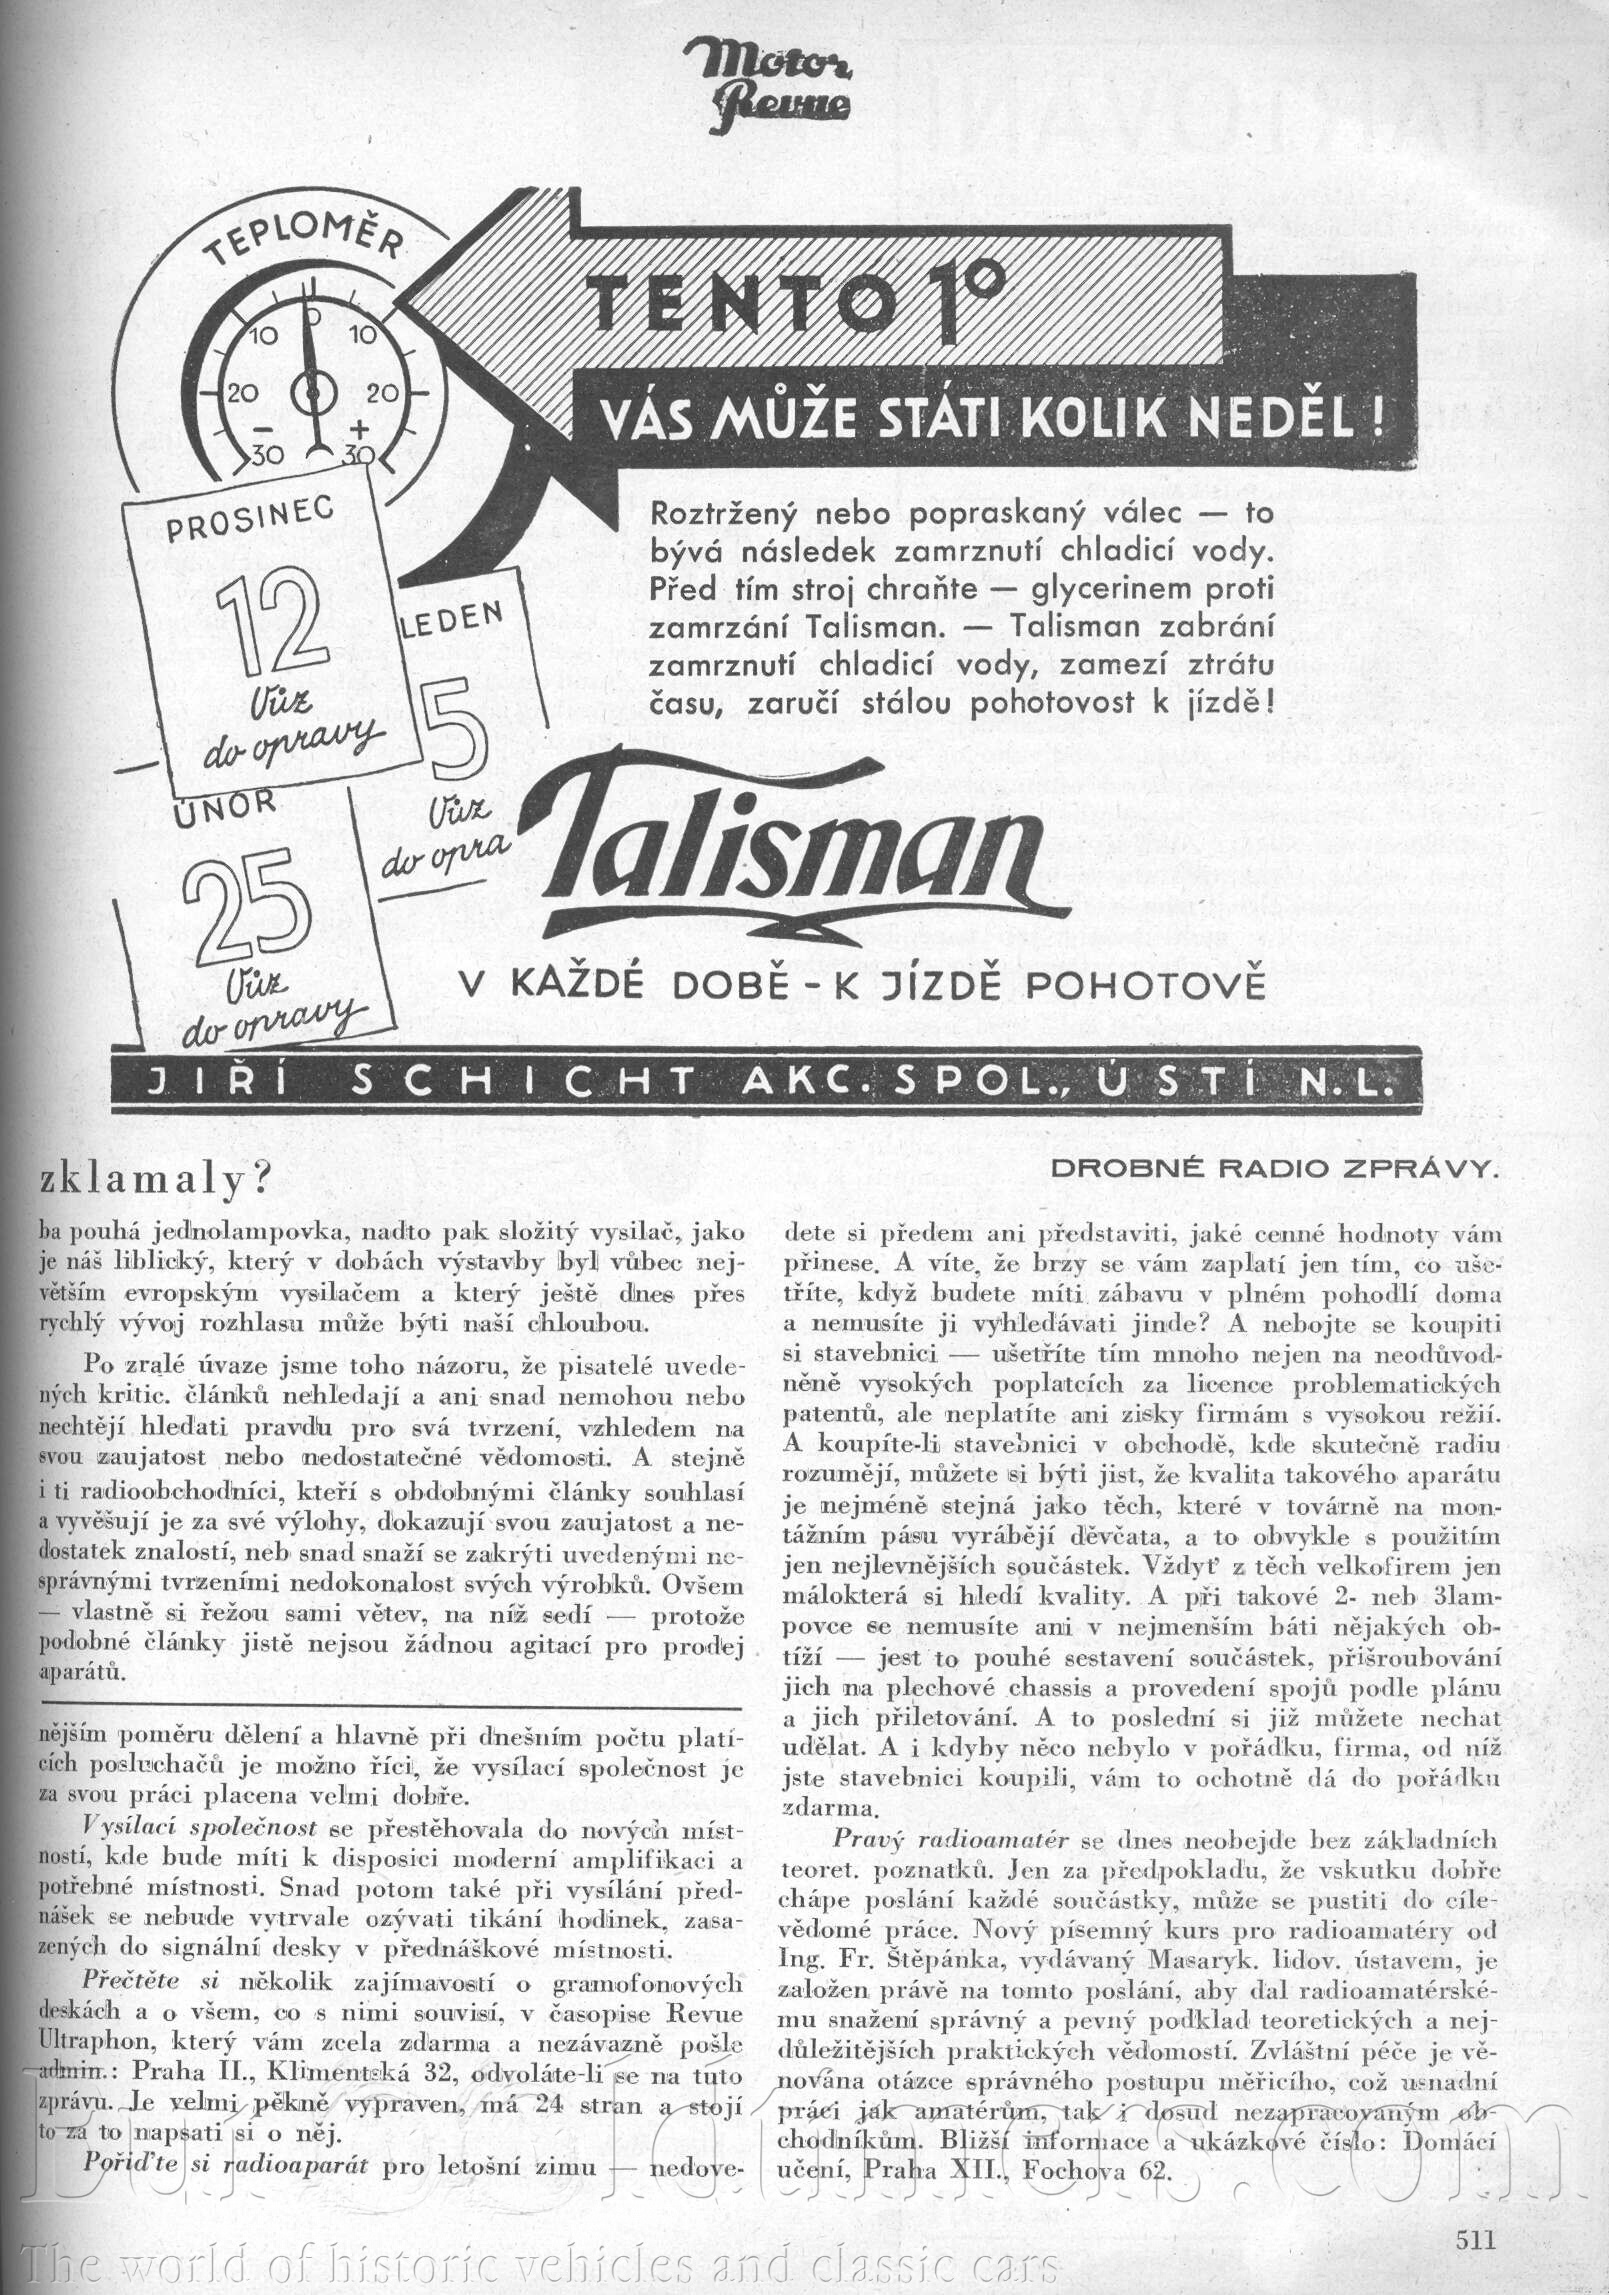 Motor
Revue
TEPLOMĚR
0
10
10
20
20
-
+
30
30
TENTO 1°
VÁS MŮŽE STÁTI KOLIK NEDĚL!
PROSINEC
12
Vůz
do opravy
LEDEN
5
Vůz
do opra
ÚNOR
25
Vůz
do opravy
Roztržený nebo popraskaný válec — to
bývá následek zamrznutí chladicí vody.
Před tím stroj chraňte — glycerinem proti
zamrzání Talisman. — Talisman zabrání
zamrznutí chladicí vody, zamezí ztrátu
času, zaručí stálou pohotovost k jízdě!
Talisman
V KAŽDÉ DOBĚ - K JÍZDĚ POHOTOVĚ
JIŘÍ SCHICHT AKC. SPOL., ÚSTÍ N. L.
zklamaly?
ba pouhá jednolampovka, nadto pak složitý vysilač, jako
je náš liblický, který v dobách výstavby byl vůbec nej-
větším evropským vysilačem a který ještě dnes přes
rychlý vývoj rozhlasu může býti naší chloubou.
Po zralé úvaze jsme toho názoru, že pisatelé uvede-
ných kritic. článků nehledají a ani snad nemohou nebo
nechtějí hledati pravdu pro svá tvrzení, vzhledem na
svou zaujatost nebo nedostatečné vědomosti. A stejně
i ti radioobchodníci, kteří s obdobnými články souhlasí
a vyvěšují je za své výlohy, dokazují svou zaujatost a ne-
dostatek znalostí, neb snad snaží se zakrýti uvedenými ne-
správnými tvrzeními nedokonalost svých výrobků. Ovšem
— vlastně si řežou sami větev, na níž sedí — protože
podobné články jistě nejsou žádnou agitací pro prodej
aparátů.
nějším poměru dělení a hlavně při dnešním počtu platí-
cích posluchačů je možno říci, že vysílací společnost je
za svou práci placena velmi dobře.
Vysílací společnost se přestěhovala do nových míst-
ností, kde bude míti k disposici moderní amplifikaci a
potřebné místnosti. Snad potom také při vysílání před-
nášek se nebude vytrvale ozývati tikání hodinek, zasa-
zených do signální desky v přednáškové místnosti.
Přečtěte si několik zajímavostí o gramofonových
deskách a o všem, co s nimi souvisí, v časopise Revue
Ultraphon, který vám zcela zdarma a nezávazně pošle
admin.: Praha II., Klimentská 32, odvoláte-li se na tuto
zprávu. Je velmi pěkně vypraven, má 24 stran a stojí
to za to napsati si o něj.
Pořiďte si radioaparát pro letošní zimu — nedove-
DROBNÉ RADIO ZPRÁVY.
dete si předem ani představiti, jaké cenné hodnoty vám
přinese. A víte, že brzy se vám zaplatí jen tím, co uše-
tříte, když budete míti zábavu v plném pohodlí doma
a nemusíte ji vyhledávati jinde? A nebojte se koupiti
si stavebnici — ušetříte tím mnoho nejen na neodůvod-
něně vysokých poplatcích za licence problematických
patentů, ale neplatíte ani zisky firmám s vysokou režií.
A koupíte-li stavebnici v obchodě, kde skutečně radiu
rozumějí, můžete si býti jist, že kvalita takového aparátu
je nejméně stejná jako těch, které v továrně na mon-
tážním pásu vyrábějí děvčata, a to obvykle s použitím
jen nejlevnějších součástek. Vždyť z těch velkofirem jen
málokterá si hledí kvality. A při takové 2- neb 3lam-
povce se nemusíte ani v nejmenším báti nějakých ob-
tíží — jest to pouhé sestavení součástek, přišroubování
jich na plechové chassis a provedení spojů podle plánu
a jich přiletování. A to poslední si již můžete nechat
udělat. A i kdyby něco nebylo v pořádku, firma, od níž
jste stavebnici koupili, vám to ochotně dá do pořádku
zdarma.
Pravý radioamatér se dnes neobejde bez základních
teoret. poznatků. Jen za předpokladu, že vskutku dobře
chápe poslání každé součástky, může se pustiti do cíle-
vědomé práce. Nový písemný kurs pro radioamatéry od
Ing. Fr. Štěpánka, vydávaný Masaryk. lidov. ústavem, je
založen právě na tomto poslání, aby dal radioamatérské-
mu snažení správný a pevný podklad teoretických a nej-
důležitějších praktických vědomostí. Zvláštní péče je vě-
nována otázce správného postupu měřicího, což usnadní
práci jak amatérům, tak i dosud nezapracovaným ob-
chodníkům. Bližší informace a ukázkové číslo: Domácí
učení, Praha XII., Fochova 62.
511
The world of historic vehicles and classic cars